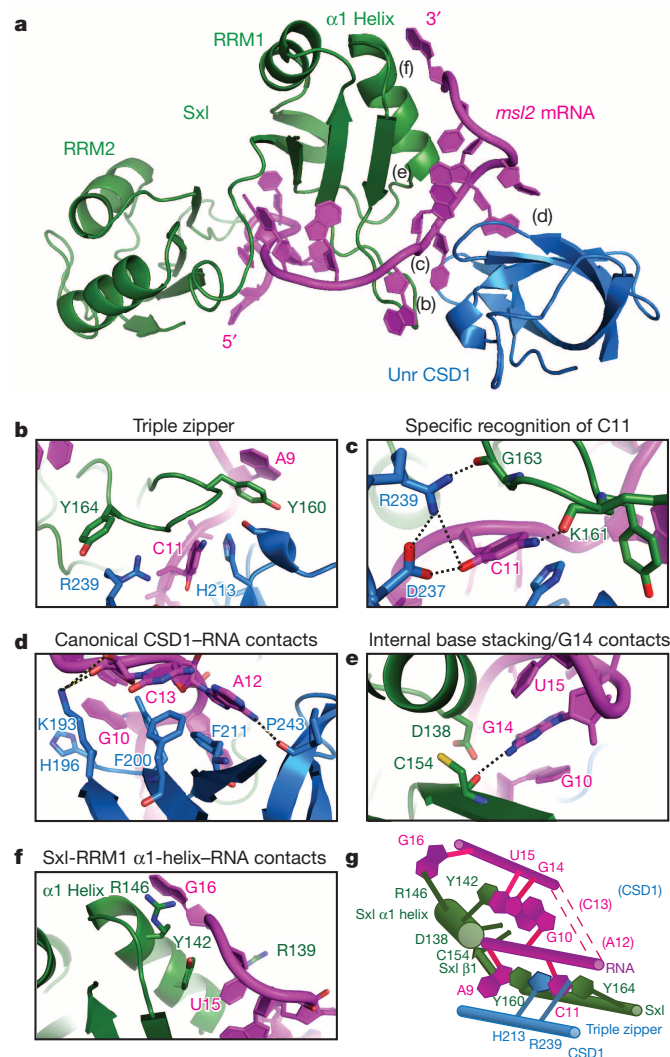 a
α1 Helix
3′
RRM1
(f)
Sxl
msl2 mRNA
RRM2
(e)
(d)
(c)
(b)
5′
Unr CSD1
b
Triple zipper
A9
Y164
Y160
C11
R239
H213
c
Specific recognition of C11
G163
R239
K161
C11
D237
d
Canonical CSD1–RNA contacts
A12
C13
K193
P243
G10
F211
H196
F200
e
Internal base stacking/G14 contacts
U15
D138
G14
C154
G10
f
Sxl-RRM1 α1-helix–RNA contacts
α1 Helix
R146
G16
Y142
R139
U15
g
G16
U15
G14
(CSD1)
R146
Y142
(C13)
Sxl α1 helix
G10
D138
(A12)
C154
Sxl β1
RNA
A9
Y160
Y164
C11
Sxl
Triple zipper
H213
R239
CSD1